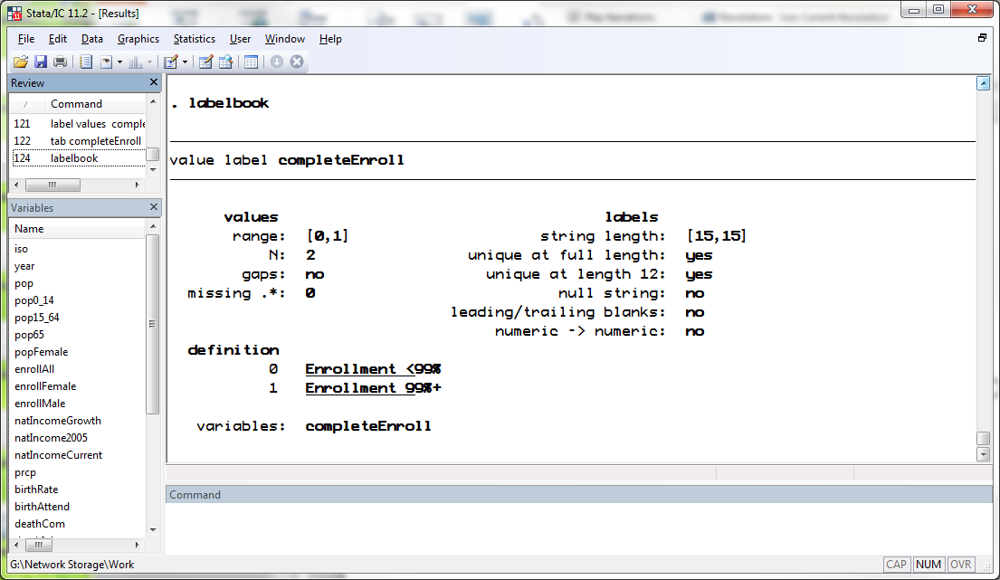 Stata/IC 11.2 - [Results]
File Edit Data Graphics Statistics User Window Help
Review
/ Command
121 label values comple
122 tab completeEnroll
124 labelbook
Variables
Name
iso
year
pop
pop0_14
pop15_64
pop65
popFemale
enrollAll
enrollFemale
enrollMale
natIncomeGrowth
natIncome2005
natIncomeCurrent
prcp
birthRate
birthAttend
deathCom
. labelbook
value label completeEnroll
values labels
range: [0,1] string length: [15,15]
N: 2 unique at full length: yes
gaps: no unique at length 12: yes
missing .*: 0 null string: no
leading/trailing blanks: no
numeric -> numeric: no
definition
0 Enrollment <99%
1 Enrollment 99%+
variables: completeEnroll
Command
G:\Network Storage\Work
CAP NUM OVR